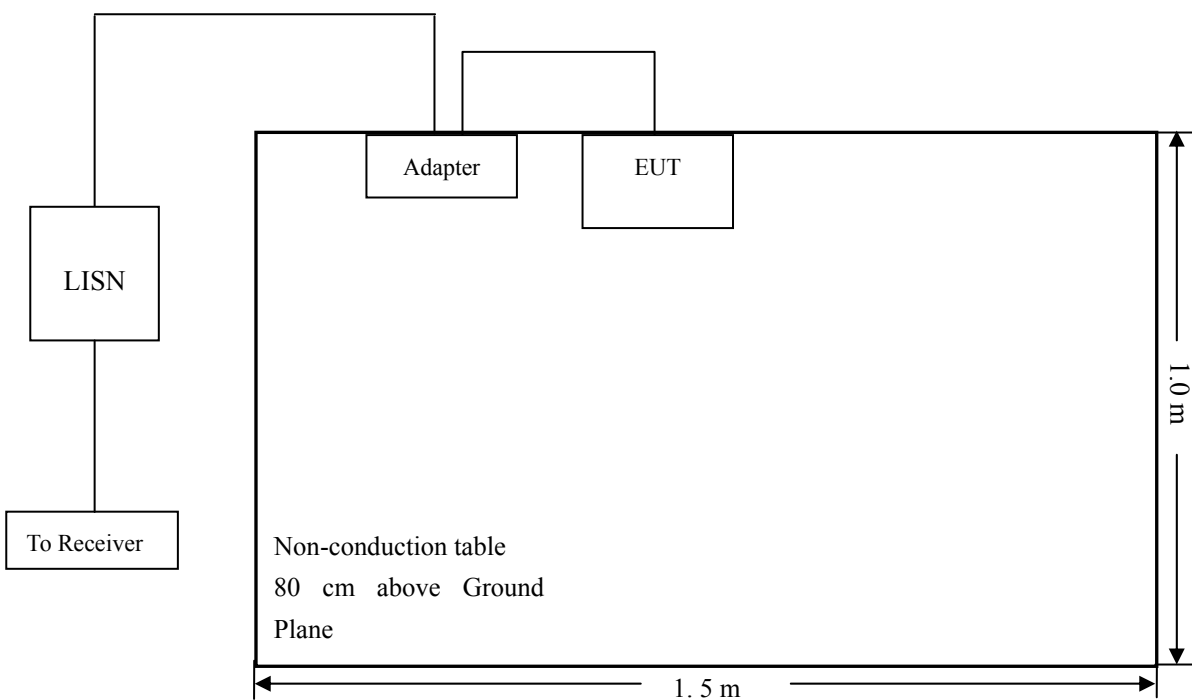 Adapter
EUT
LISN
1.0 m
To Receiver
Non-conduction table
80 cm above Ground
Plane
1. 5 m